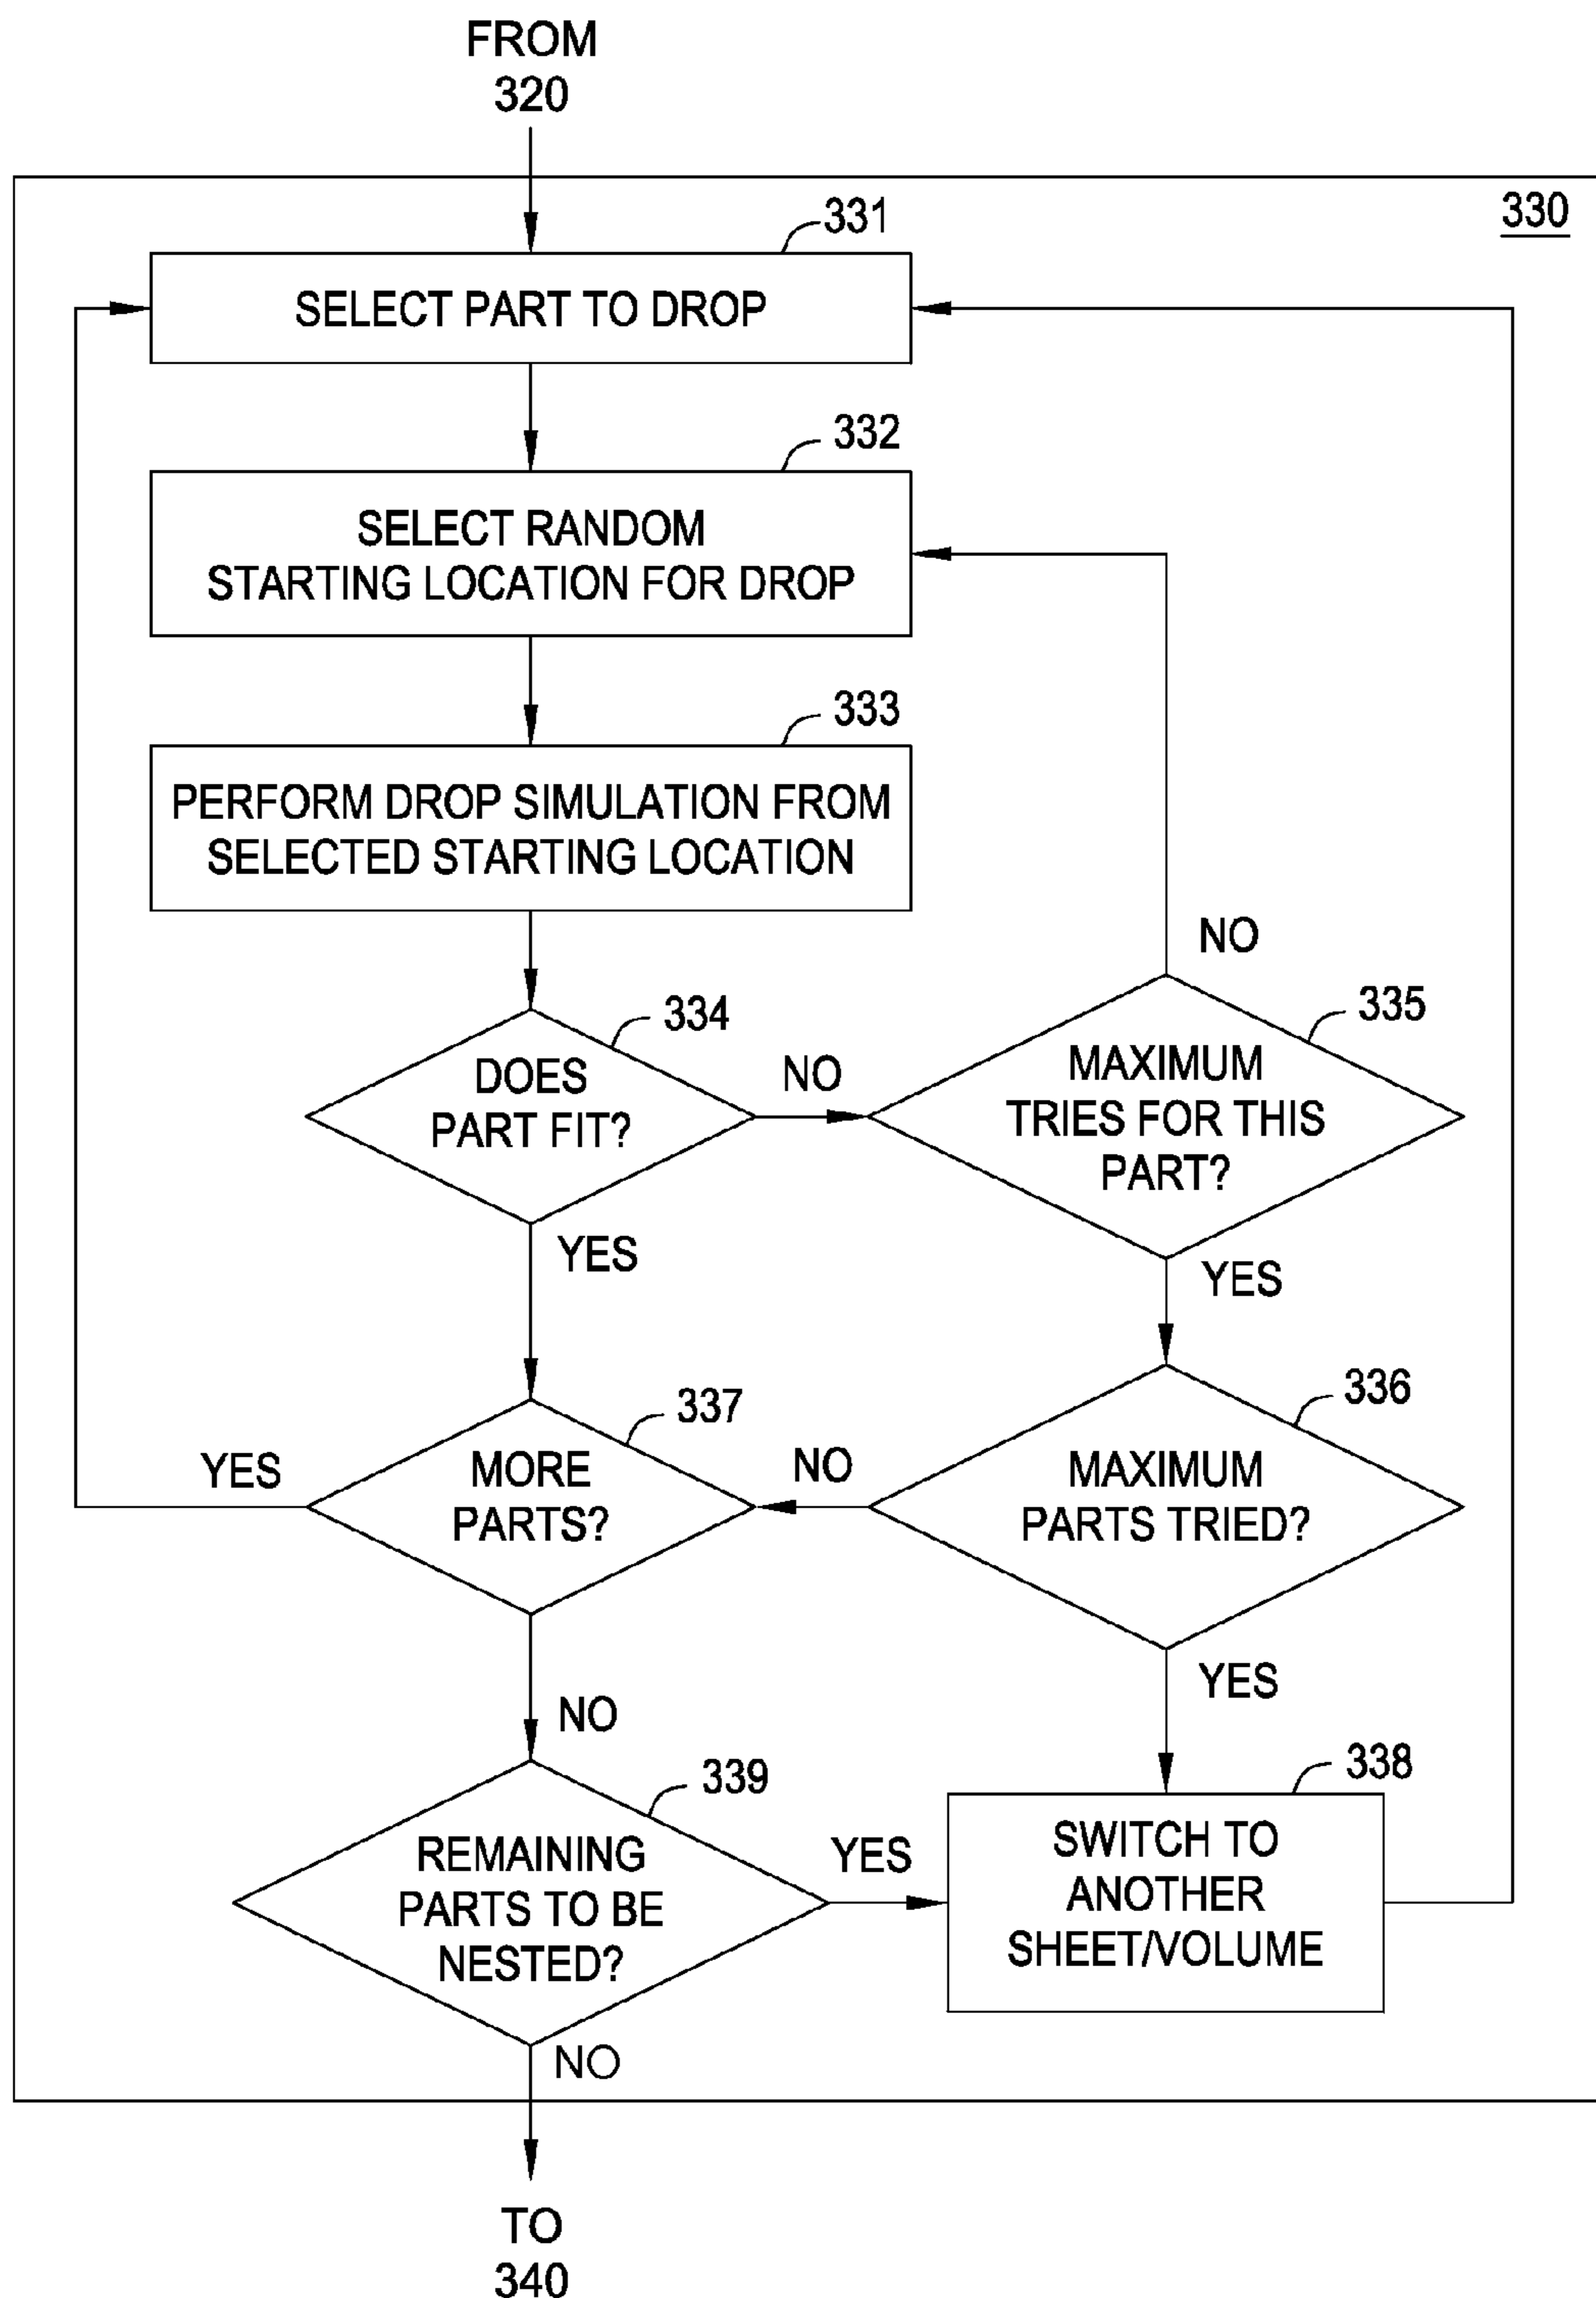 FROM
320
330
331
SELECT PART TO DROP
332
SELECT RANDOM
STARTING LOCATION FOR DROP
333
PERFORM DROP SIMULATION FROM
SELECTED STARTING LOCATION
NO
334
335
DOES
PART FIT?
NO
MAXIMUM
TRIES FOR THIS
PART?
YES
YES
337
336
YES
MORE
PARTS?
NO
MAXIMUM
PARTS TRIED?
YES
NO
339
338
REMAINING
PARTS TO BE
NESTED?
YES
SWITCH TO
ANOTHER
SHEET/VOLUME
NO
TO
340